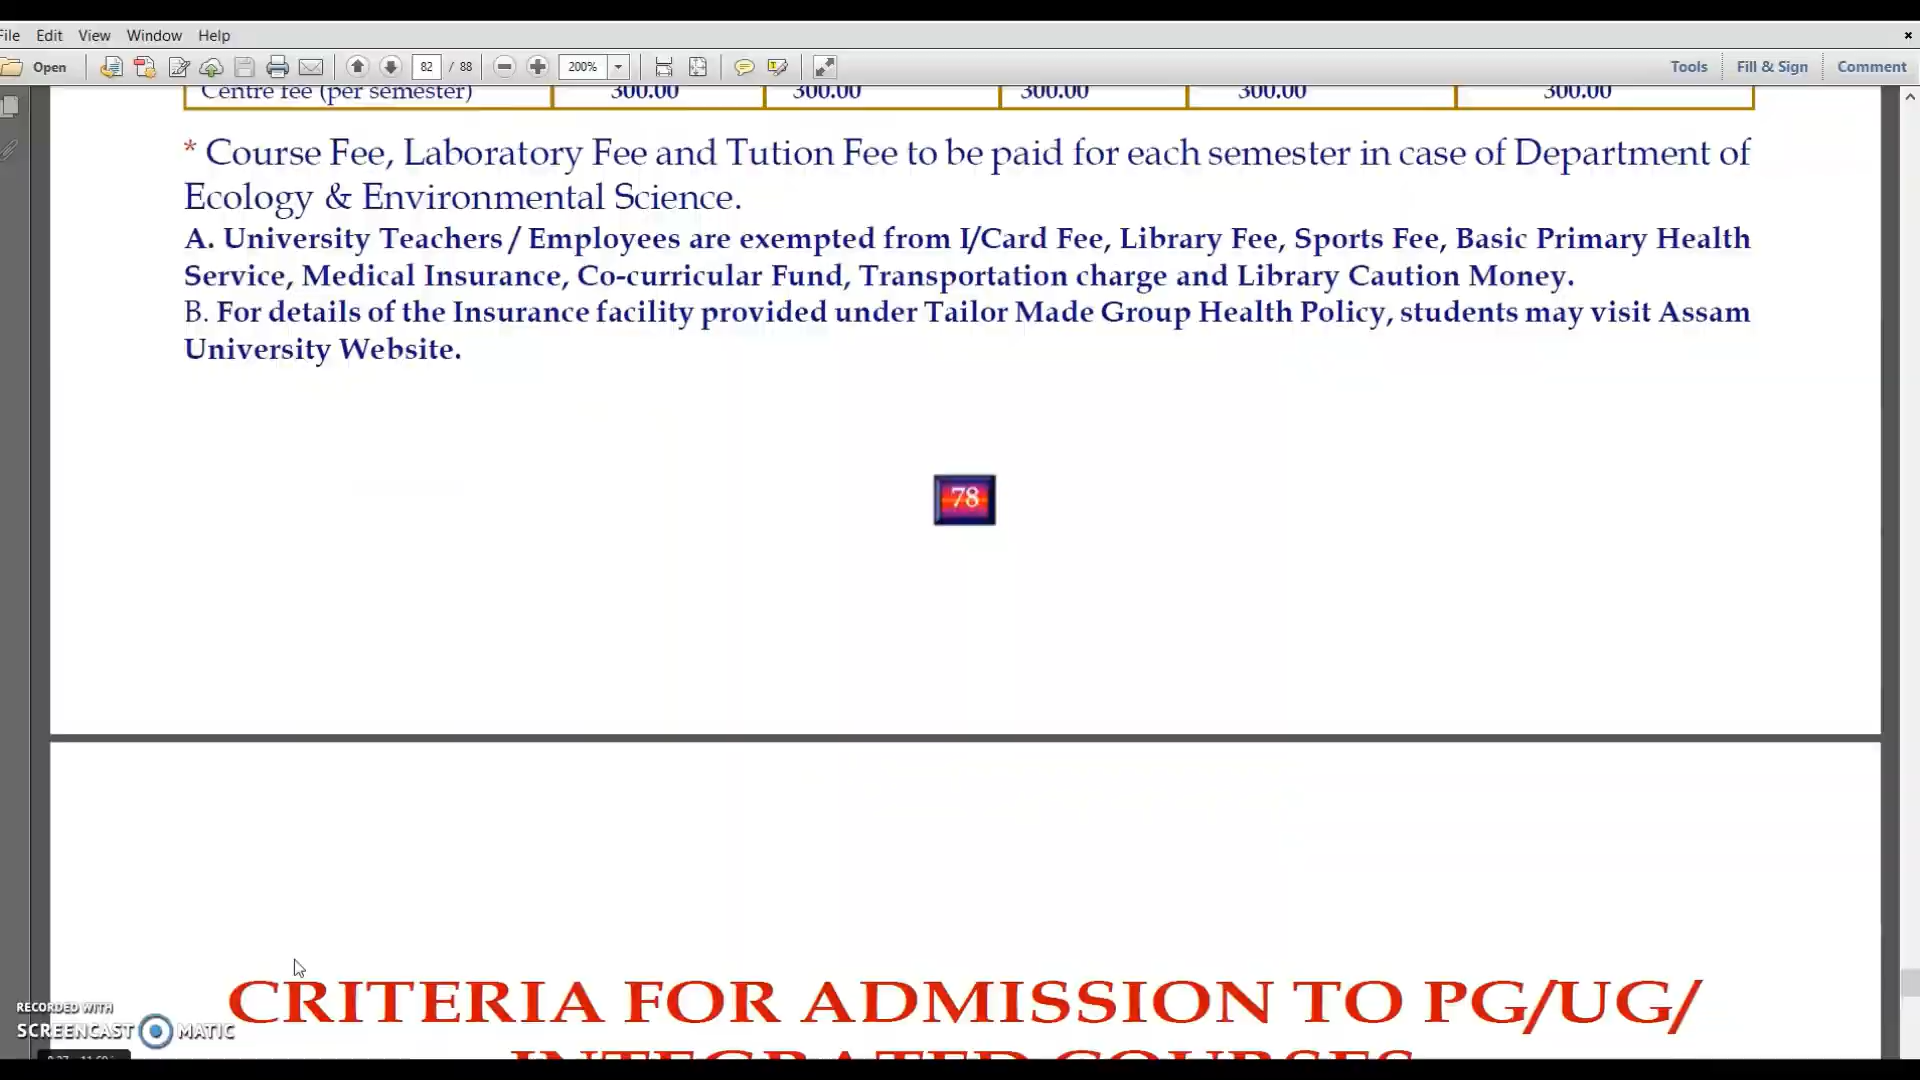 File Edit View Window Help
Open 82 / 88 200% Tools Fill & Sign Comment
Centre fee (per semester) 300.00 300.00 300.00 300.00 300.00
* Course Fee, Laboratory Fee and Tution Fee to be paid for each semester in case of Department of
Ecology & Environmental Science.
A. University Teachers / Employees are exempted from I/Card Fee, Library Fee, Sports Fee, Basic Primary Health
Service, Medical Insurance, Co-curricular Fund, Transportation charge and Library Caution Money.
B. For details of the Insurance facility provided under Tailor Made Group Health Policy, students may visit Assam
University Website.
78
CRITERIA FOR ADMISSION TO PG/UG/
INTEGRATED COURSES
RECORDED WITH
SCREENCAST MATIC